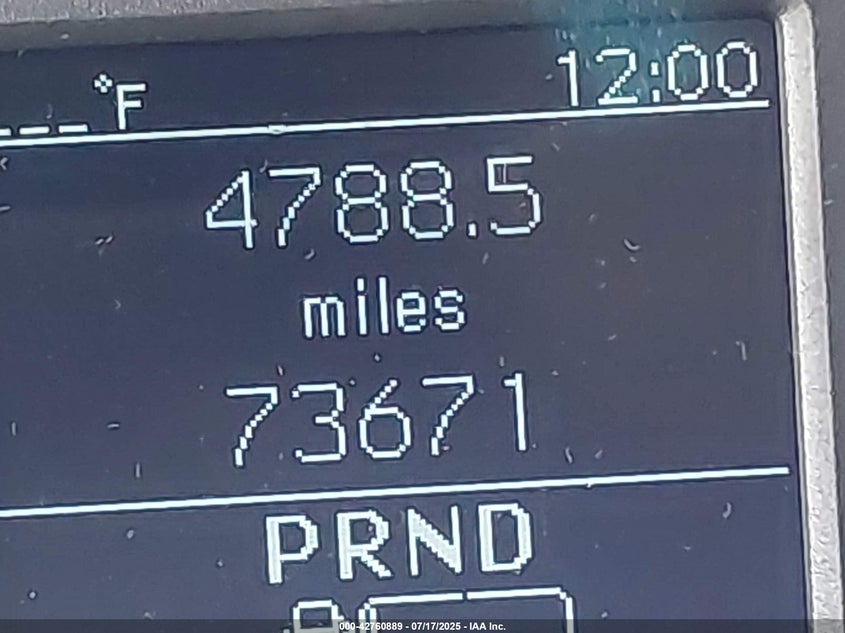 ---°F 12:00
4788.5
miles
73671
PRND
000-42760889 - 07/17/2025 - IAA Inc.